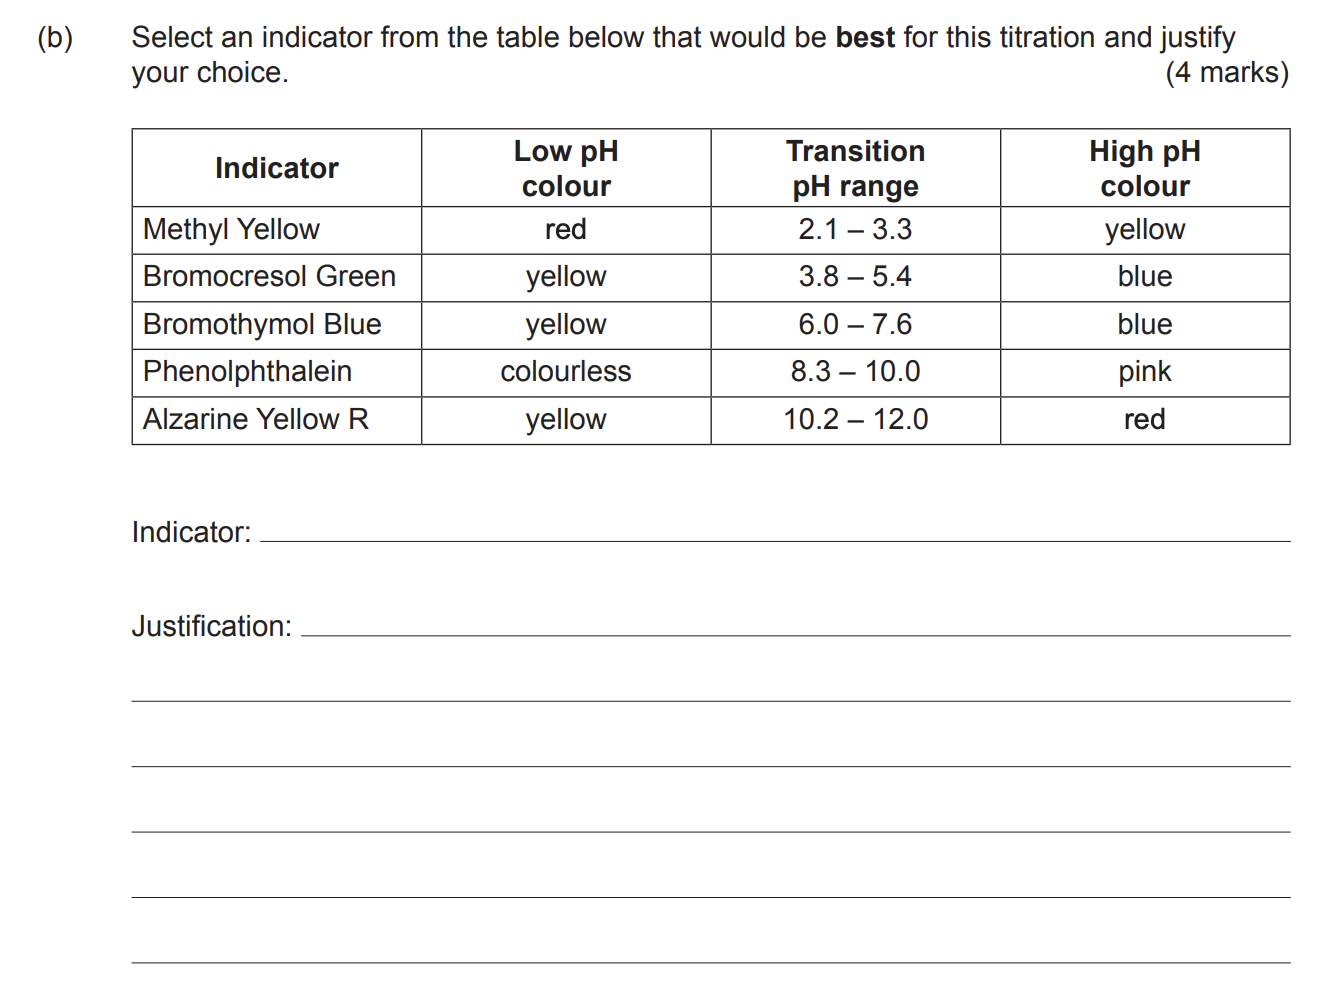 (b) Select an indicator from the table below that would be best for this titration and justify
your choice. (4 marks)
Indicator Low pH colour Transition pH range High pH colour
Methyl Yellow red 2.1 – 3.3 yellow
Bromocresol Green yellow 3.8 – 5.4 blue
Bromothymol Blue yellow 6.0 – 7.6 blue
Phenolphthalein colourless 8.3 – 10.0 pink
Alzarine Yellow R yellow 10.2 – 12.0 red
Indicator:
Justification: